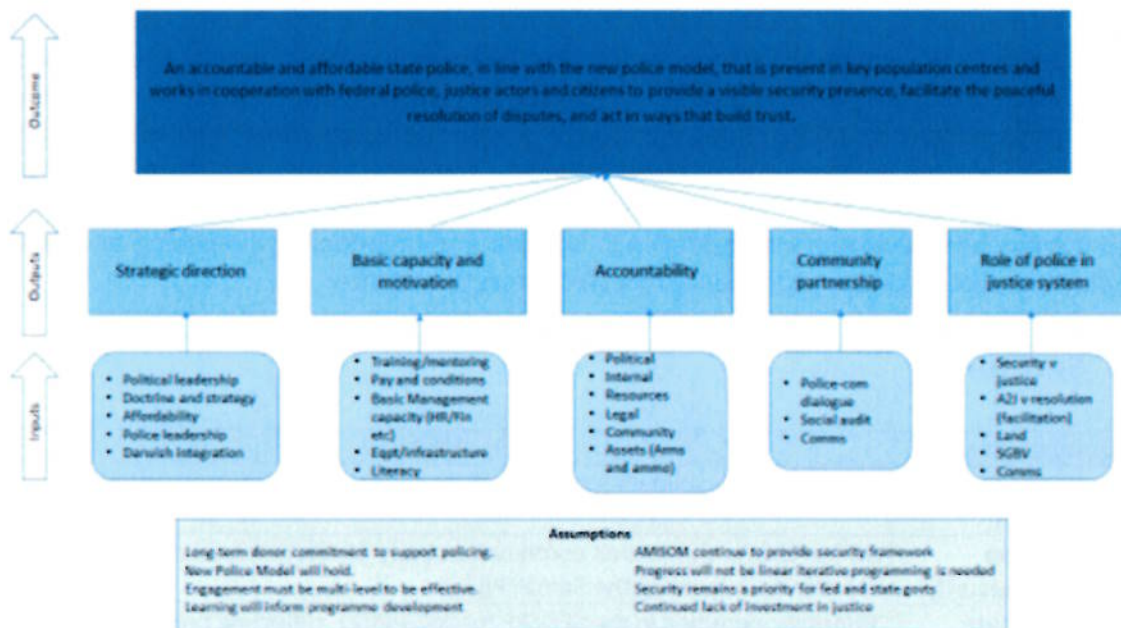 Outcome
An accountable and affordable state police, in line with the new police model, that is present in key population centres and
works in cooperation with federal police, justice actors and citizens to provide a visible security presence, facilitate the peaceful
resolution of disputes, and act in ways that build trust.
Outputs
Strategic direction
Basic capacity and
motivation
Accountability
Community
partnership
Role of police in
justice system
Inputs
• Political leadership
• Doctrine and strategy
• Affordability
• Police leadership
• Darwish integration
• Training/mentoring
• Pay and conditions
• Basic Management
capacity (HR/Fin
etc)
• Eqpt/infrastructure
• Literacy
• Political
• Internal
• Resources
• Legal
• Community
• Assets (Arms
and ammo)
• Police-com
dialogue
• Social audit
• Comms
• Security v
justice
• A2J v resolution
(facilitation)
• Land
• SGBV
• Comms
Assumptions
Long-term donor commitment to support policing.
New Police Model will hold.
Engagement must be multi-level to be effective.
Learning will inform programme development
AMISOM continue to provide security framework
Progress will not be linear iterative programming is needed
Security remains a priority for fed and state govts
Continued lack of investment in justice